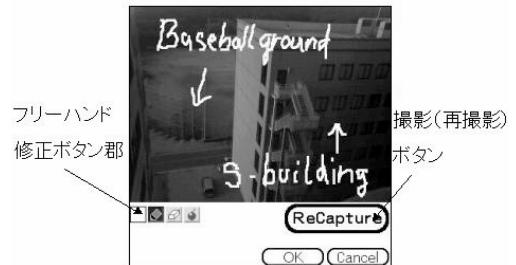 Baseball ground
フリーハンド
修正ボタン郡
撮影(再撮影)
ボタン
S-building
ReCapture
OK
Cancel